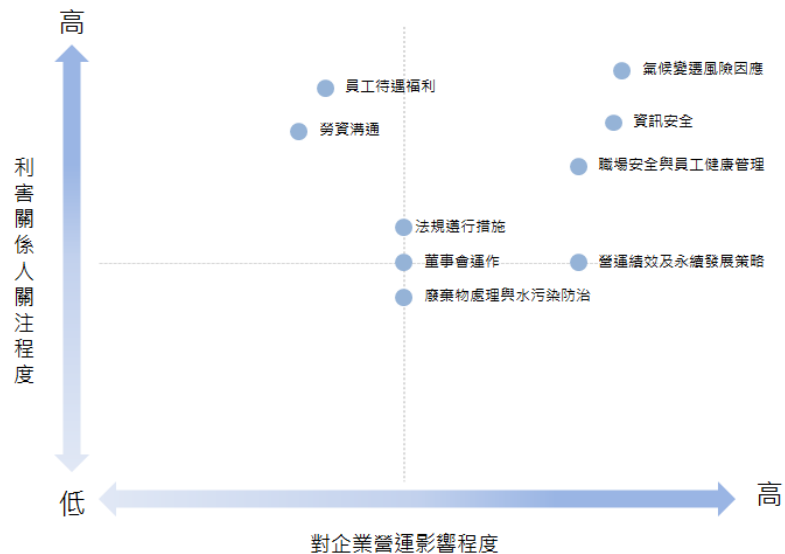 高
氣候變遷風險因應
員工待遇福利
資訊安全
勞資溝通
職場安全與員工健康管理
利害關係人關注程度
法規遵行措施
董事會運作
營運績效及永續發展策略
廢棄物處理與水污染防治
低
高
對企業營運影響程度